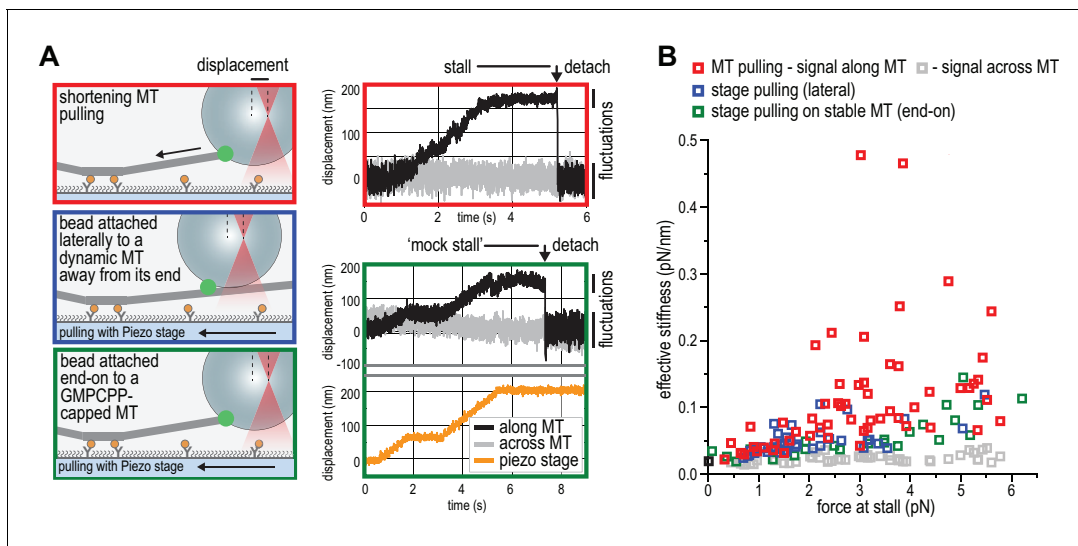 A
displacement
shortening MT
pulling
bead attached
laterally to a
dynamic MT
away from its end
pulling with Piezo stage
bead attached
end-on to a
GMPCPP-
capped MT
pulling with Piezo stage
stall
detach
displacement (nm)
200
100
0
fluctuations
0
2
4
6
time (s)
'mock stall'
detach
displacement (nm)
200
100
0
-100
fluctuations
displacement (nm)
200
100
0
along MT
across MT
piezo stage
0
2
4
6
8
time (s)
B
MT pulling - signal along MT
- signal across MT
stage pulling (lateral)
stage pulling on stable MT (end-on)
effective stiffness (pN/nm)
0.5
0.4
0.3
0.2
0.1
0.0
0
1
2
3
4
5
6
force at stall (pN)